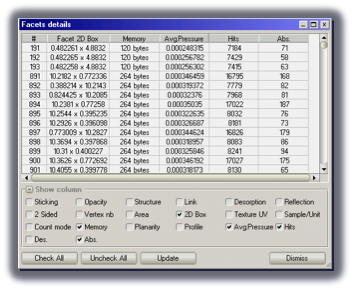 Facets details
# Facet 2D Box Memory Avg.Pressure Hits Abs.
191 0.482261 x 4.8832 120 bytes 0.000248315 7184 71
192 0.482265 x 4.8832 120 bytes 0.000256782 7429 58
193 0.482258 x 4.8832 120 bytes 0.000256302 7415 63
891 10.2182 x 0.772336 264 bytes 0.000346459 16795 168
892 0.388214 x 10.2143 264 bytes 0.000319372 7779 82
893 0.824425 x 10.2085 264 bytes 0.00032376 7968 81
894 10.2381 x 0.77258 264 bytes 0.00035035 17022 187
895 10.2544 x 0.395235 264 bytes 0.000322635 8032 76
896 10.2926 x 0.396098 264 bytes 0.000326687 8181 73
897 0.773009 x 10.2827 264 bytes 0.000344624 16826 179
898 10.3694 x 0.397868 264 bytes 0.000318957 8083 86
899 10.31 x 0.400227 264 bytes 0.000325846 8241 94
900 10.3626 x 0.772692 264 bytes 0.000346192 17027 175
901 10.4055 x 0.399778 264 bytes 0.000318173 8130 65
Show column
Sticking Opacity Structure Link Desorption Reflection
2 Sided Vertex nb Area 2D Box Texture UV Sample/Unit
Count mode Memory Planarity Profile Avg.Pressure Hits
Des. Abs.
Check All Uncheck All Update Dismiss